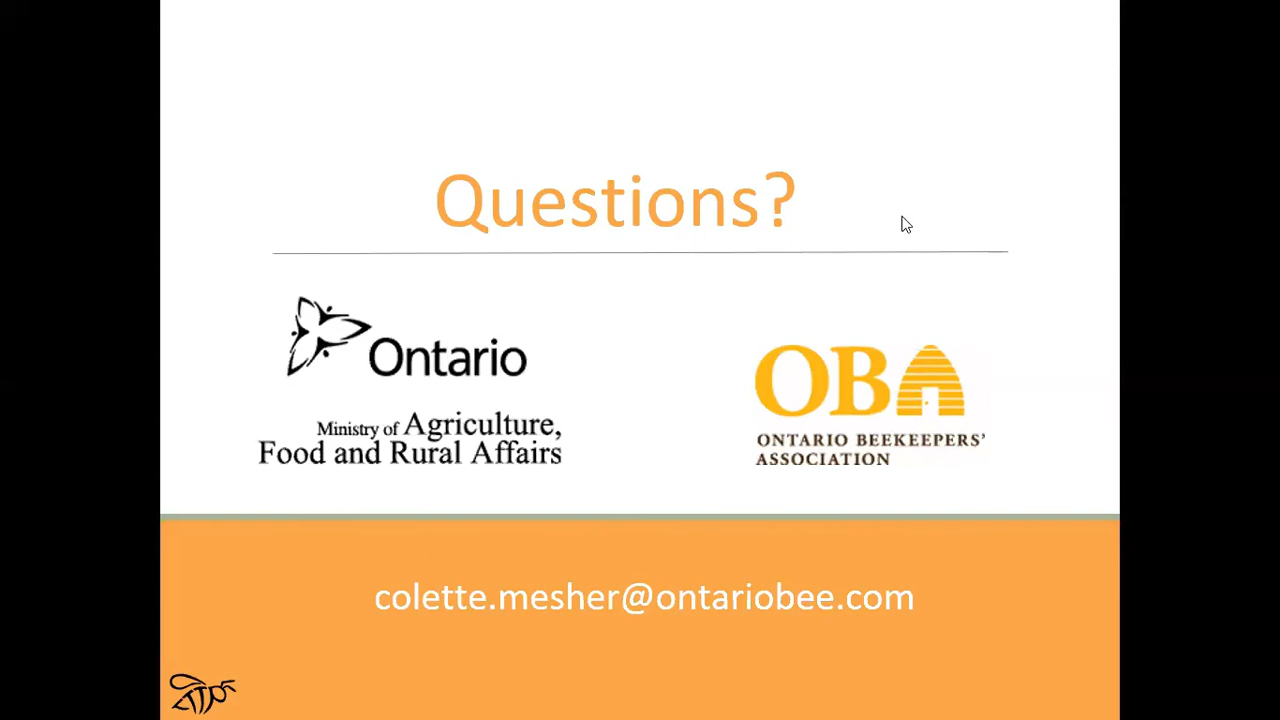 Questions?
Ontario
Ministry of Agriculture,
Food and Rural Affairs
OBA
ONTARIO BEEKEEPERS'
ASSOCIATION
colette.mesher@ontariobee.com